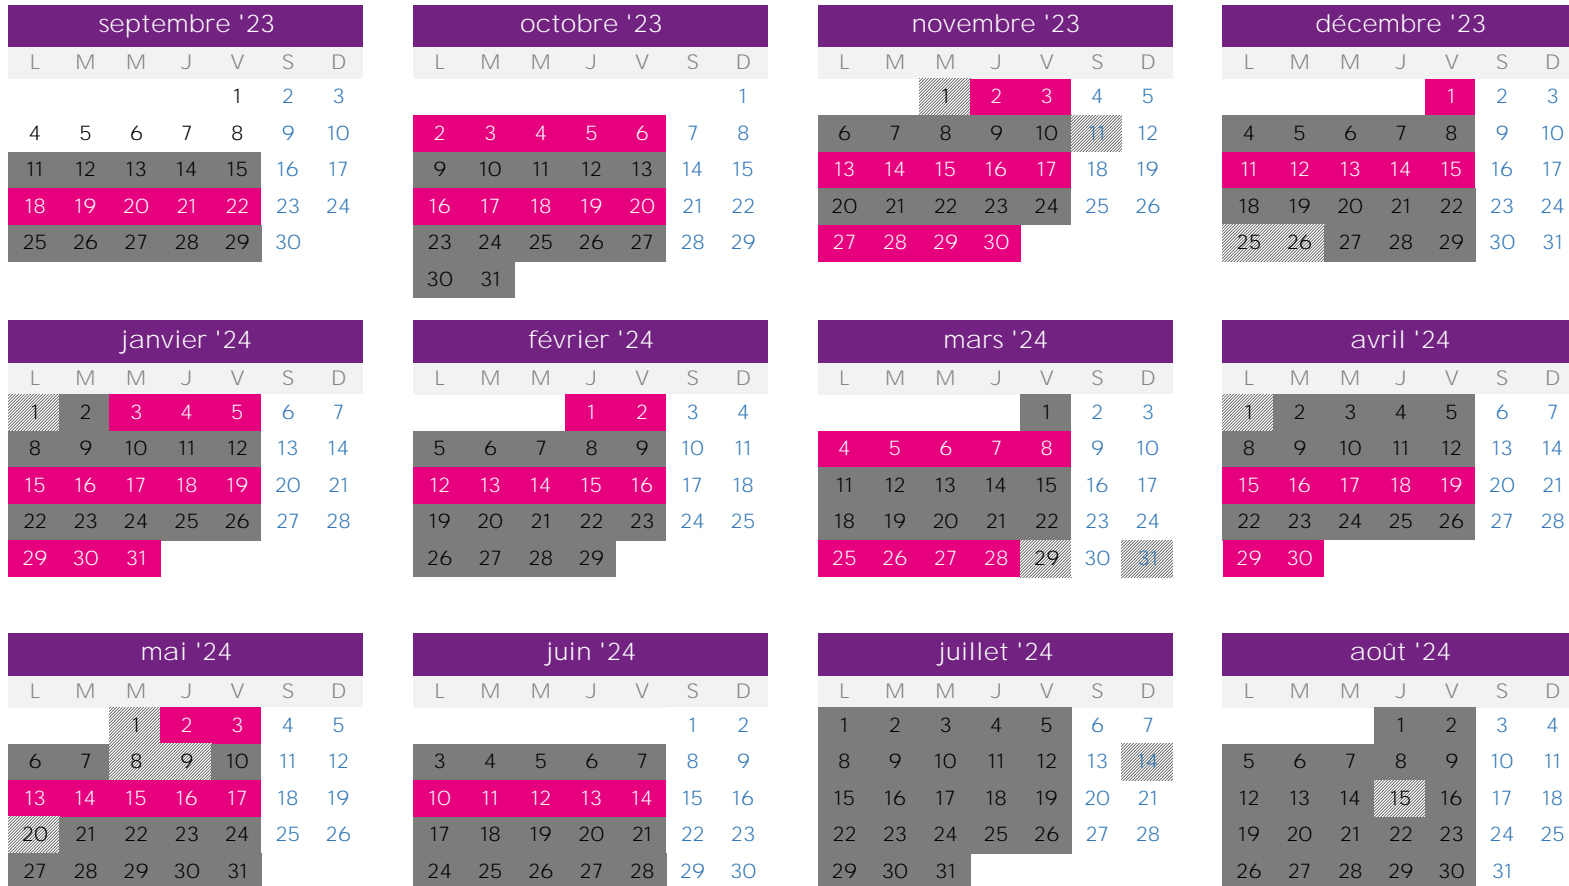 septembre '23
L M M J V S D
1 2 3
4 5 6 7 8 9 10
11 12 13 14 15 16 17
18 19 20 21 22 23 24
25 26 27 28 29 30
octobre '23
L M M J V S D
1
2 3 4 5 6 7 8
9 10 11 12 13 14 15
16 17 18 19 20 21 22
23 24 25 26 27 28 29
30 31
novembre '23
L M M J V S D
1 2 3 4 5
6 7 8 9 10 11 12
13 14 15 16 17 18 19
20 21 22 23 24 25 26
27 28 29 30
décembre '23
L M M J V S D
1 2 3
4 5 6 7 8 9 10
11 12 13 14 15 16 17
18 19 20 21 22 23 24
25 26 27 28 29 30 31
janvier '24
L M M J V S D
1 2 3 4 5 6 7
8 9 10 11 12 13 14
15 16 17 18 19 20 21
22 23 24 25 26 27 28
29 30 31
février '24
L M M J V S D
1 2 3 4
5 6 7 8 9 10 11
12 13 14 15 16 17 18
19 20 21 22 23 24 25
26 27 28 29
mars '24
L M M J V S D
1 2 3
4 5 6 7 8 9 10
11 12 13 14 15 16 17
18 19 20 21 22 23 24
25 26 27 28 29 30 31
avril '24
L M M J V S D
1 2 3 4 5 6 7
8 9 10 11 12 13 14
15 16 17 18 19 20 21
22 23 24 25 26 27 28
29 30
mai '24
L M M J V S D
1 2 3 4 5
6 7 8 9 10 11 12
13 14 15 16 17 18 19
20 21 22 23 24 25 26
27 28 29 30 31
juin '24
L M M J V S D
1 2
3 4 5 6 7 8 9
10 11 12 13 14 15 16
17 18 19 20 21 22 23
24 25 26 27 28 29 30
juillet '24
L M M J V S D
1 2 3 4 5 6 7
8 9 10 11 12 13 14
15 16 17 18 19 20 21
22 23 24 25 26 27 28
29 30 31
août '24
L M M J V S D
1 2 3 4
5 6 7 8 9 10 11
12 13 14 15 16 17 18
19 20 21 22 23 24 25
26 27 28 29 30 31